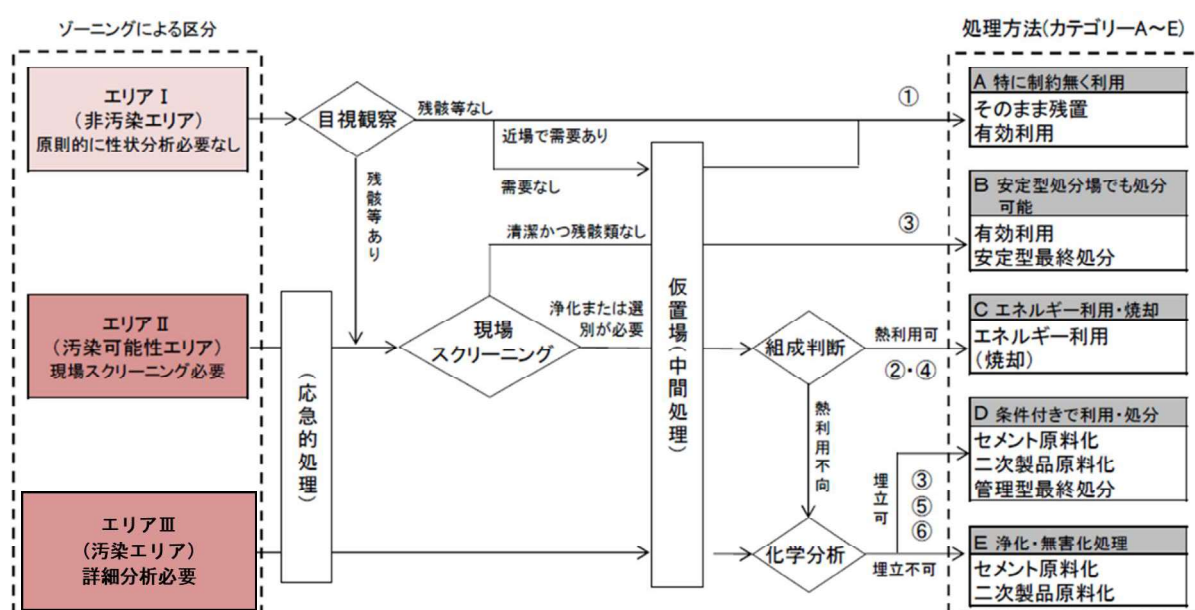 ゾーニングによる区分
処理方法(カテゴリーA～E)
エリアⅠ
(非汚染エリア)
原則的に性状分析必要なし
目視観察
残骸等なし
近場で需要あり
需要なし
残骸等あり
①
A 特に制約無く利用
そのまま残置
有効利用
清潔かつ残骸類なし
③
B 安定型処分場でも処分
可能
有効利用
安定型最終処分
エリアⅡ
(汚染可能性エリア)
現場スクリーニング必要
(応急的処理)
現場
スクリーニング
浄化または選
別が必要
仮置場(中間処理)
組成判断
熱利用可
②・④
C エネルギー利用・焼却
エネルギー利用
(焼却)
熱利用不向
D 条件付きで利用・処分
セメント原料化
二次製品原料化
管理型最終処分
埋立可
③
⑤
⑥
エリアⅢ
(汚染エリア)
詳細分析必要
化学分析
埋立不可
E 浄化・無害化処理
セメント原料化
二次製品原料化